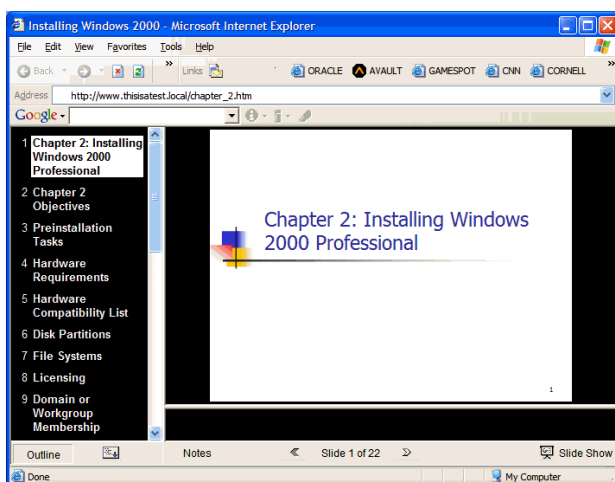 Installing Windows 2000 - Microsoft Internet Explorer
File Edit View Favorites Tools Help
Back » Links ORACLE AVAULT GAMESPOT CNN CORNELL »
Address http://www.thisisatest.local/chapter_2.htm
Google
1 Chapter 2: Installing
Windows 2000
Professional
2 Chapter 2
Objectives
3 Preinstallation
Tasks
4 Hardware
Requirements
5 Hardware
Compatibility List
6 Disk Partitions
7 File Systems
8 Licensing
9 Domain or
Workgroup
Membership
Chapter 2: Installing Windows
2000 Professional
1
Outline Notes Slide 1 of 22 Slide Show
Done My Computer